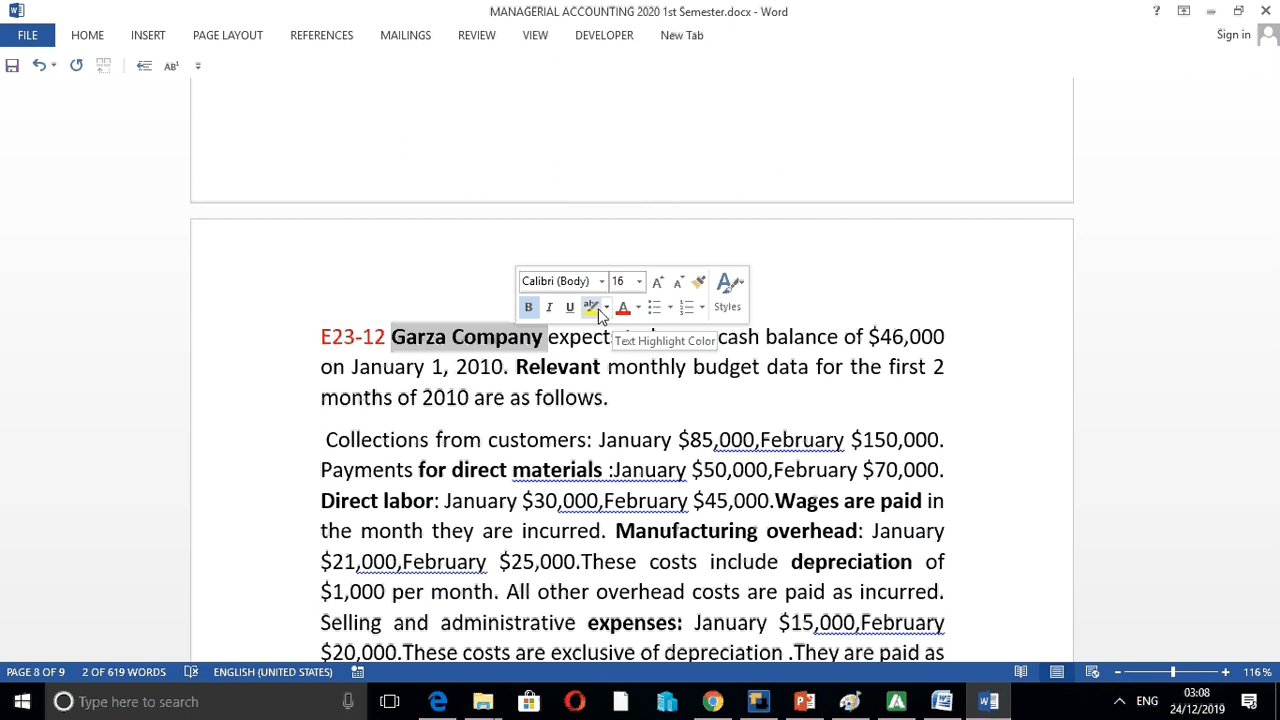 MANAGERIAL ACCOUNTING 2020 1st Semester.docx - Word
FILE HOME INSERT PAGE LAYOUT REFERENCES MAILINGS REVIEW VIEW DEVELOPER New Tab Sign in
Calibri (Body) 16
B I U abc A Styles
Text Highlight Color
E23-12 Garza Company cash balance of $46,000
on January 1, 2010. Relevant monthly budget data for the first 2
months of 2010 are as follows.
Collections from customers: January $85,000,February $150,000.
Payments for direct materials :January $50,000,February $70,000.
Direct labor: January $30,000,February $45,000.Wages are paid in
the month they are incurred. Manufacturing overhead: January
$21,000,February $25,000.These costs include depreciation of
$1,000 per month. All other overhead costs are paid as incurred.
Selling and administrative expenses: January $15,000,February
$20,000.These costs are exclusive of depreciation .They are paid as
PAGE 8 OF 9 2 OF 619 WORDS ENGLISH (UNITED STATES) 116%
Type here to search ENG 03:08
24/12/2019